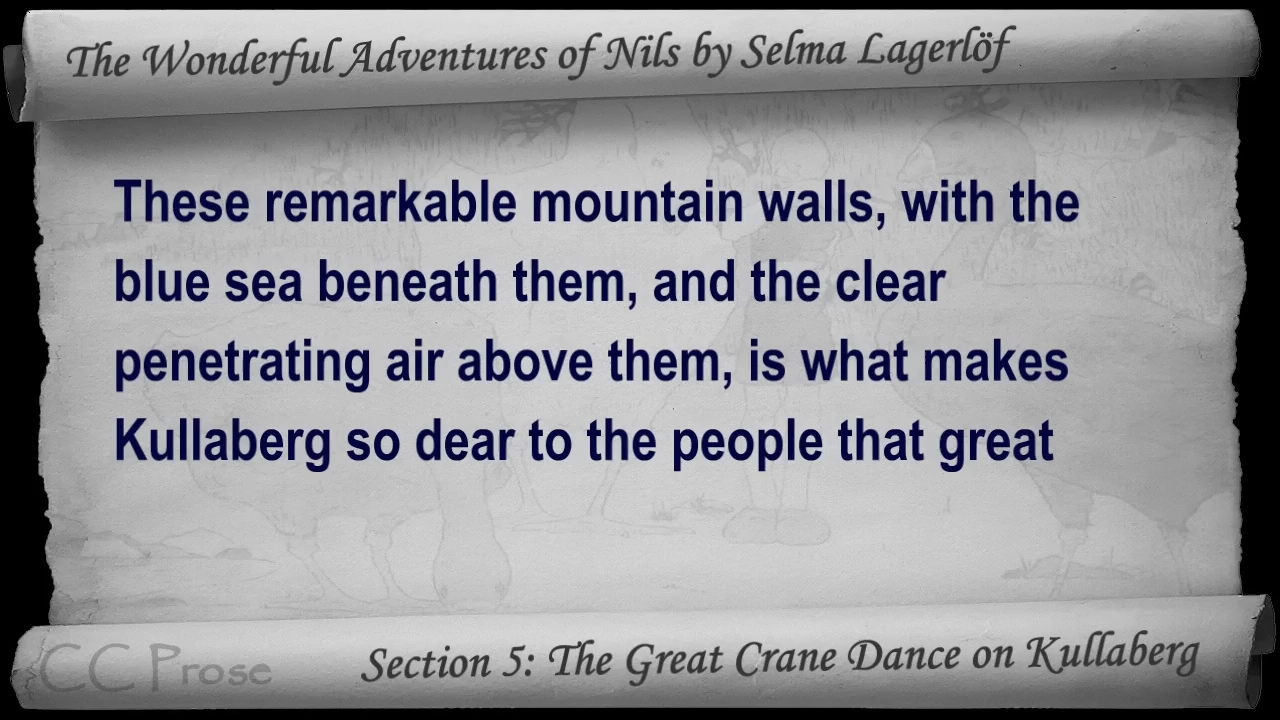 The Wonderful Adventures of Nils by Selma Lagerlöf
These remarkable mountain walls, with the
blue sea beneath them, and the clear
penetrating air above them, is what makes
Kullaberg so dear to the people that great
CC Prose
Section 5: The Great Crane Dance on Kullaberg